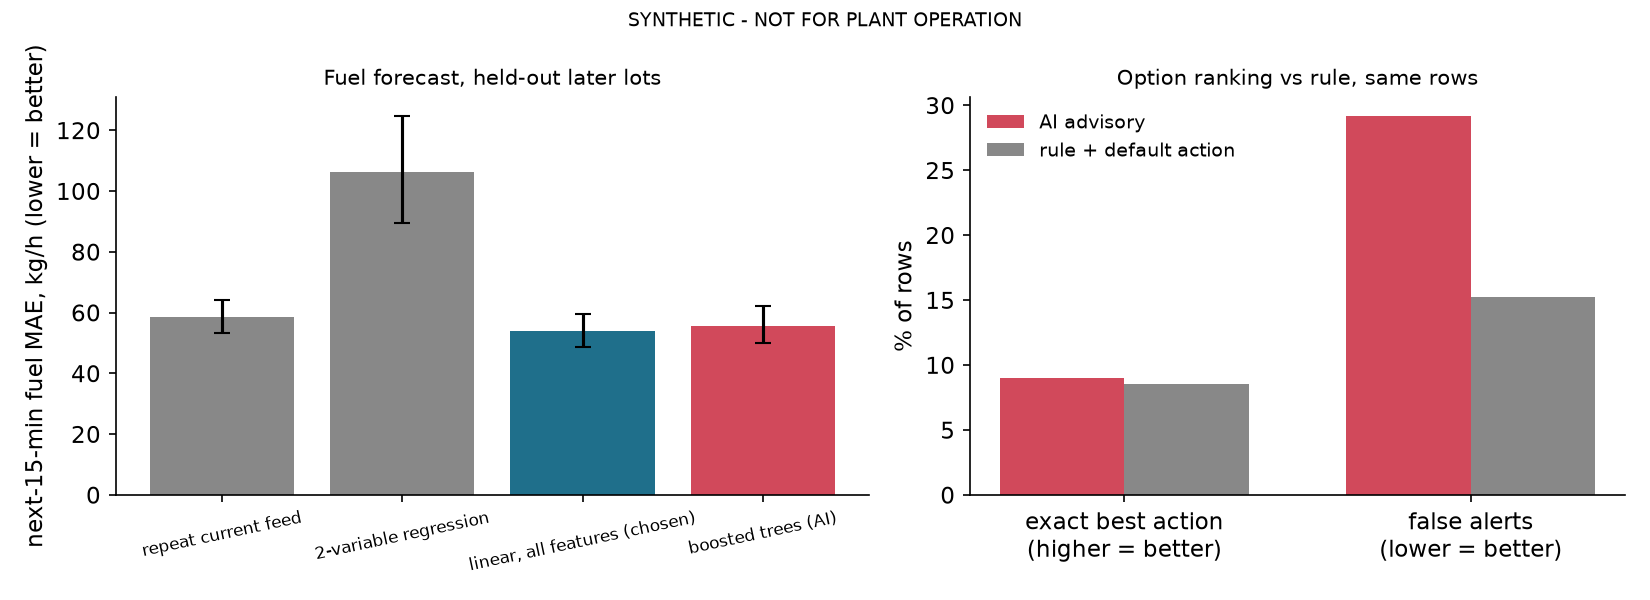 SYNTHETIC - NOT FOR PLANT OPERATION
Fuel forecast, held-out later lots
next-15-min fuel MAE, kg/h (lower = better)
120
100
80
60
40
20
0
repeat current feed
2-variable regression
linear, all features (chosen)
boosted trees (AI)
Option ranking vs rule, same rows
AI advisory
rule + default action
% of rows
30
25
20
15
10
5
0
exact best action
(higher = better)
false alerts
(lower = better)